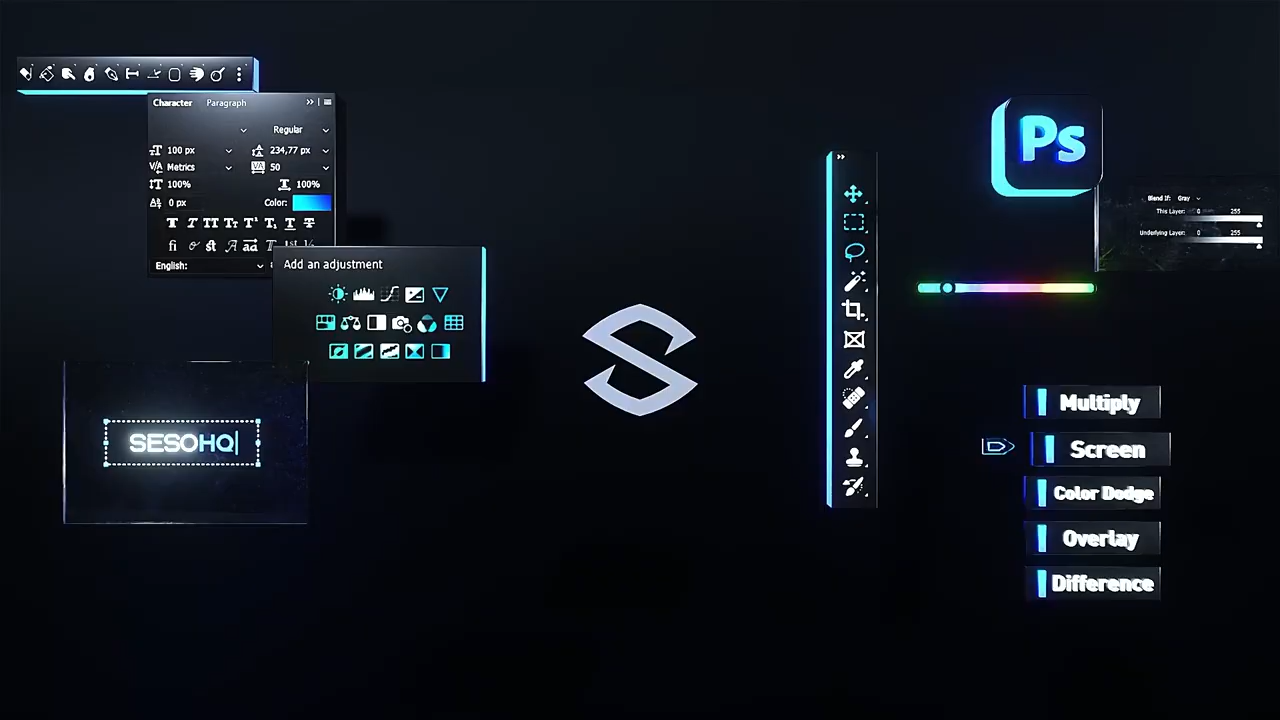 Character Paragraph
Regular
100 px 234,77 px
Metrics 50
100% 100%
0 px Color:
English:
Add an adjustment
SESOHQ
Ps
Blend If: Gray
This Layer: 0 255
Underlying Layer: 0 255
Multiply
Screen
Color Dodge
Overlay
Difference